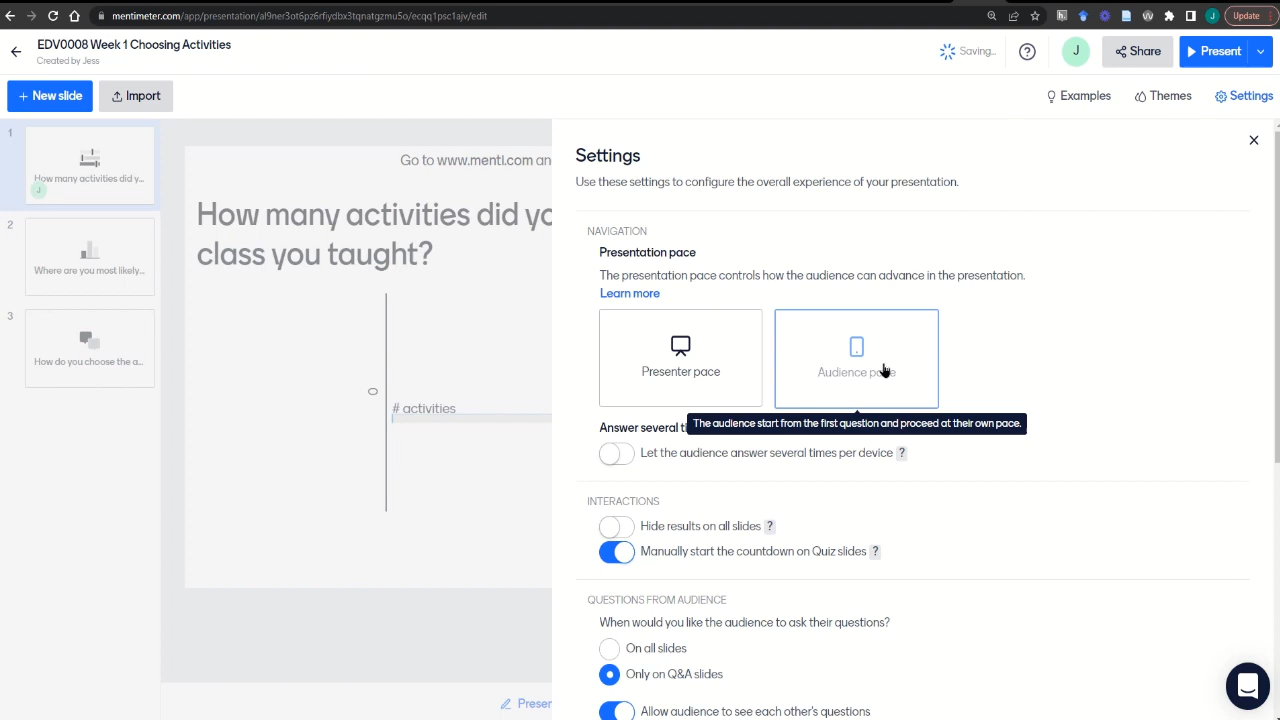 mentimeter.com/app/presentation/al9ner3ot6pz6rfiydbx3tqnatgzmu5o/ecqq1psc1ajv/edit
J
Update
EDV0008 Week 1 Choosing Activities
Created by Jess
Saving...
J
Share
Present
+ New slide
Import
Examples
Themes
Settings
1
How many activities did y...
J
2
Where are you most likely...
3
How do you choose the a...
Go to www.menti.com an
How many activities did yo
class you taught?
0
# activities
Presen
Settings
Use these settings to configure the overall experience of your presentation.
NAVIGATION
Presentation pace
The presentation pace controls how the audience can advance in the presentation.
Learn more
Presenter pace
Audience pace
The audience start from the first question and proceed at their own pace.
Answer several ti
Let the audience answer several times per device ?
INTERACTIONS
Hide results on all slides ?
Manually start the countdown on Quiz slides ?
QUESTIONS FROM AUDIENCE
When would you like the audience to ask their questions?
On all slides
Only on Q&A slides
Allow audience to see each other's questions